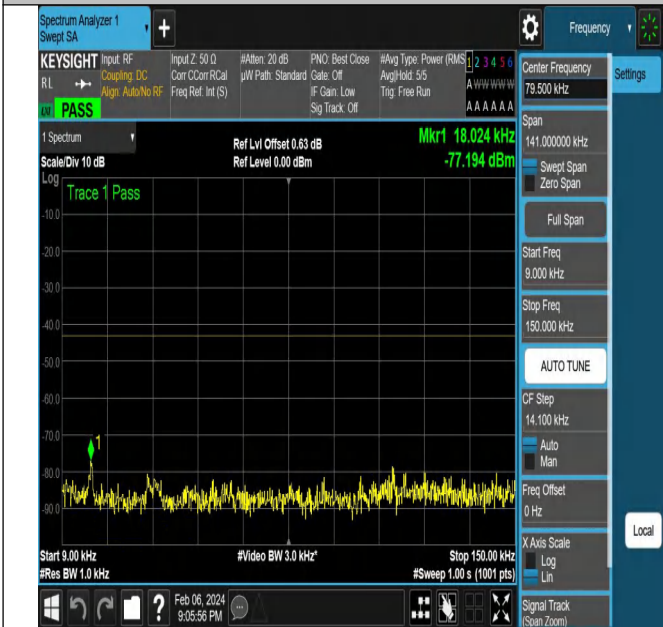 Spectrum Analyzer 1
Swept SA
Frequency
KEYSIGHT
RL
Input: RF
Coupling: DC
Align: Auto/No RF
Input Z: 50 Ω
Corr CCorr RCal
Freq Ref: Int (S)
#Atten: 20 dB
µW Path: Standard
PNO: Best Close
Gate: Off
IF Gain: Low
Sig Track: Off
#Avg Type: Power (RMS
Avg|Hold: 5/5
Trig: Free Run
1 2 3 4 5 6
A W W W W W
A A A A A A
PASS
1 Spectrum
Scale/Div 10 dB
Ref Lvl Offset 0.63 dB
Ref Level 0.00 dBm
Mkr1 18.024 kHz
-77.194 dBm
Log
Trace 1 Pass
-10.0
-20.0
-30.0
-40.0
-50.0
-60.0
-70.0
-80.0
-90.0
1
Start 9.00 kHz
#Res BW 1.0 kHz
#Video BW 3.0 kHz*
Stop 150.00 kHz
#Sweep 1.00 s (1001 pts)
Feb 06, 2024
9:05:56 PM
?
Center Frequency
79.500 kHz
Settings
Span
141.000000 kHz
Swept Span
Zero Span
Full Span
Start Freq
9.000 kHz
Stop Freq
150.000 kHz
AUTO TUNE
CF Step
14.100 kHz
Auto
Man
Freq Offset
0 Hz
X Axis Scale
Log
Lin
Local
Signal Track
(Span Zoom)